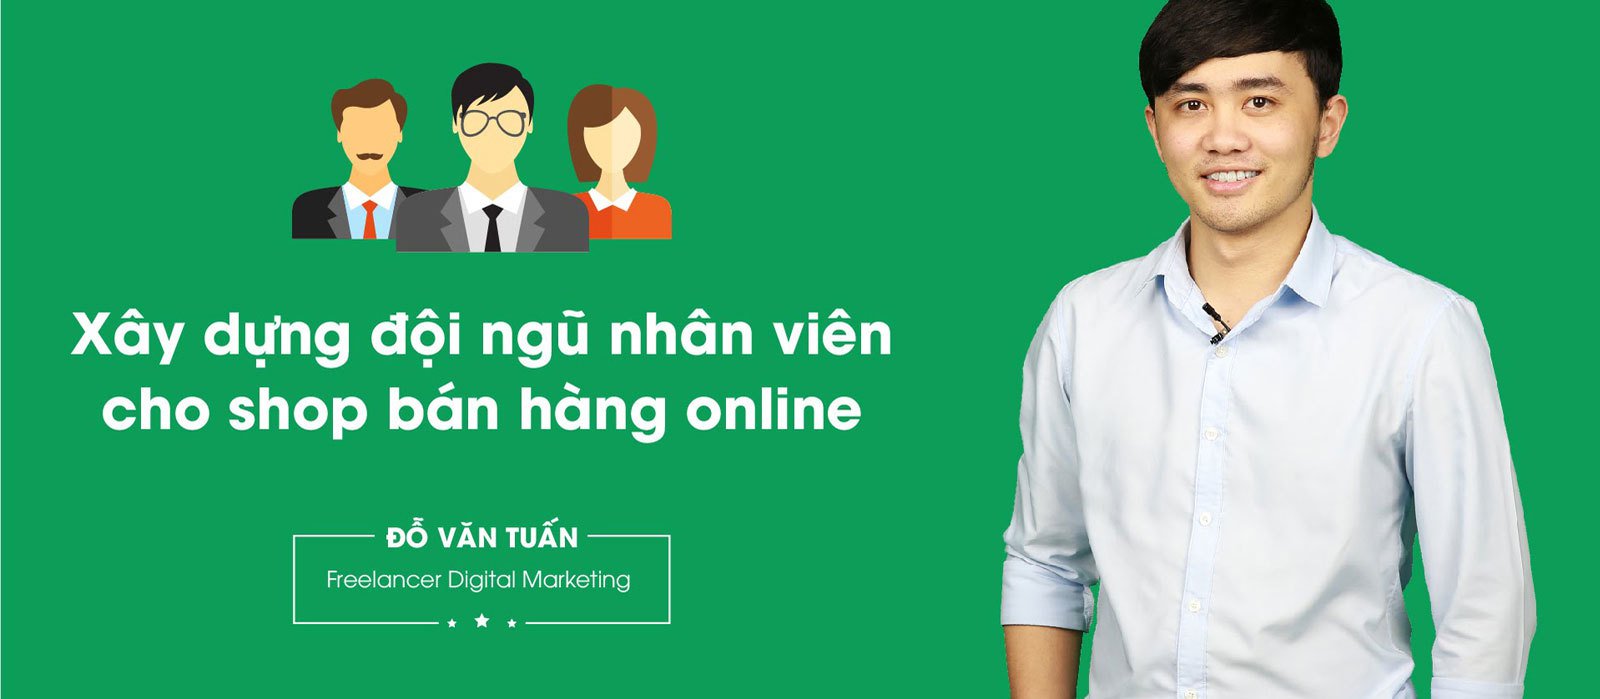 Xây dựng đội ngũ nhân viên
cho shop bán hàng online
ĐỖ VĂN TUẤN
Freelancer Digital Marketing